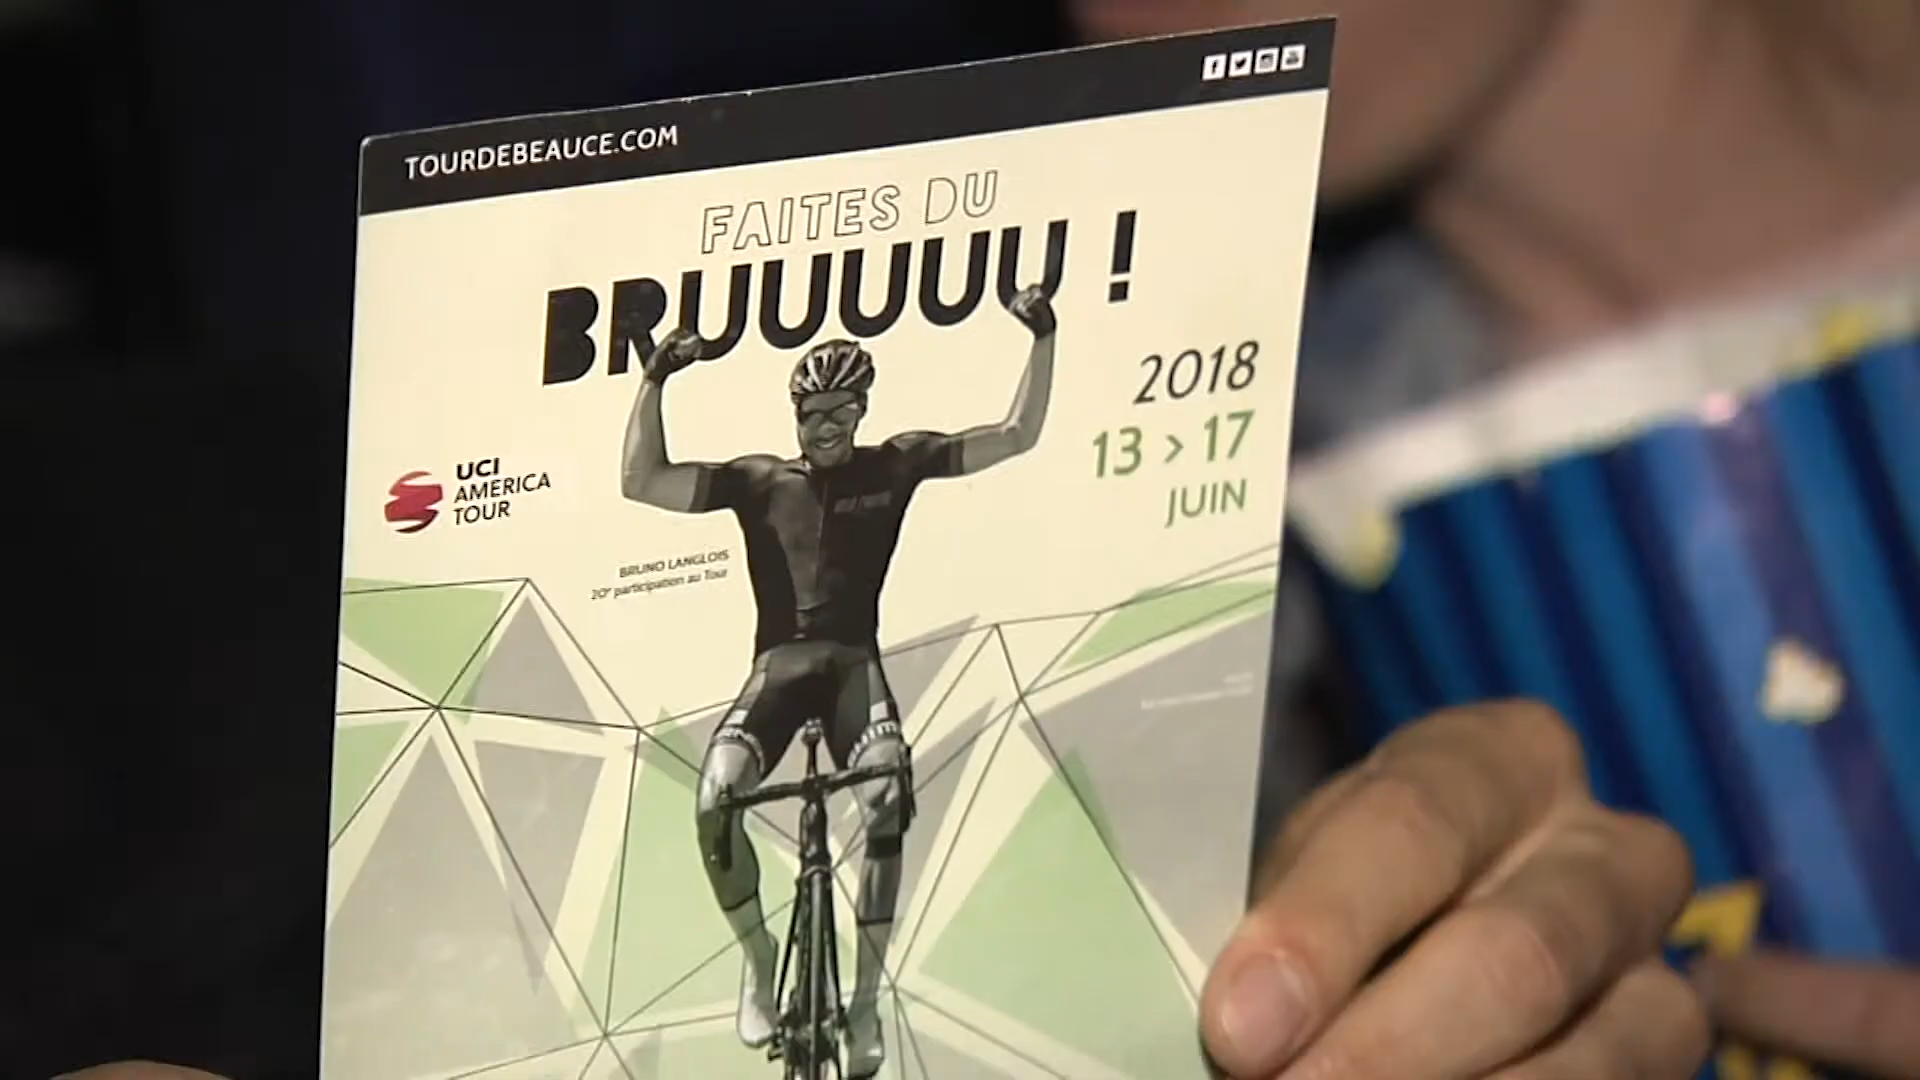 TOURDEBEAUCE.COM
FAITES DU
BRUUUUU !
2018
13 > 17
JUIN
UCI
AMERICA
TOUR
BRUNO LANGLOIS
20e participation au Tour